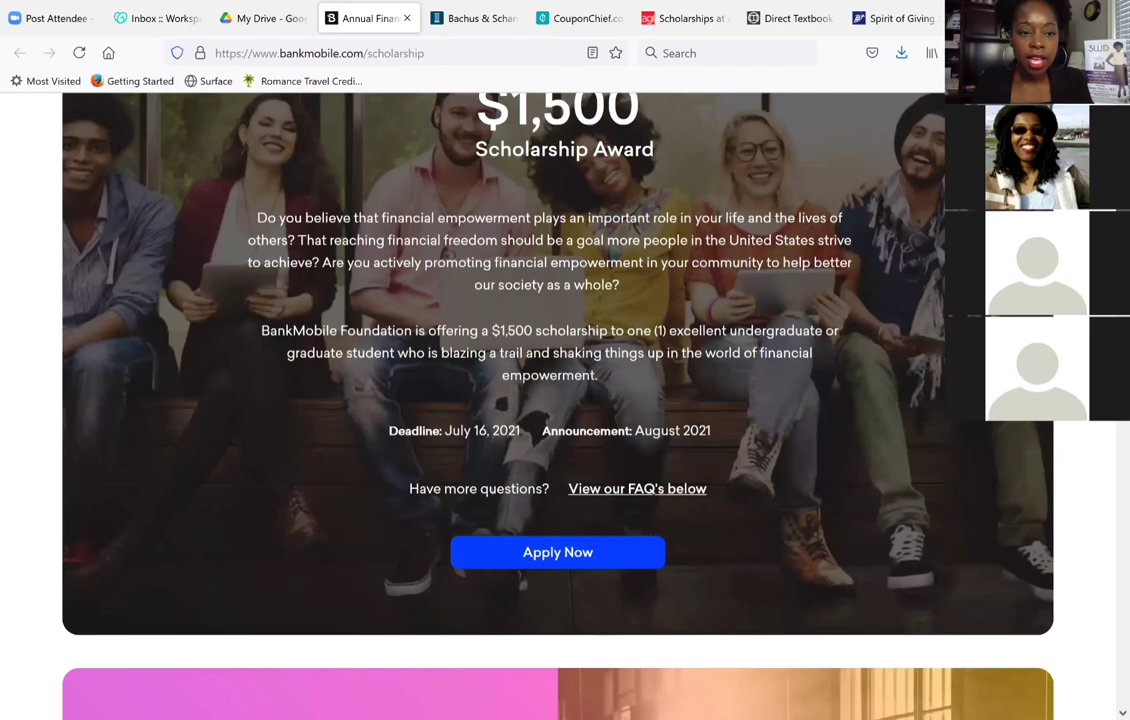 Post Attendee -
Inbox :: Worksp
My Drive - Goo
Annual Finan
Bachus & Schan
CouponChief.co
Scholarships at
Direct Textbook
Spirit of Giving
https://www.bankmobile.com/scholarship
Search
Most Visited
Getting Started
Surface
Romance Travel Credi...
$1,500
Scholarship Award
Do you believe that financial empowerment plays an important role in your life and the lives of
others? That reaching financial freedom should be a goal more people in the United States strive
to achieve? Are you actively promoting financial empowerment in your community to help better
our society as a whole?
BankMobile Foundation is offering a $1,500 scholarship to one (1) excellent undergraduate or
graduate student who is blazing a trail and shaking things up in the world of financial
empowerment.
Deadline: July 16, 2021 Announcement: August 2021
Have more questions? View our FAQ's below
Apply Now